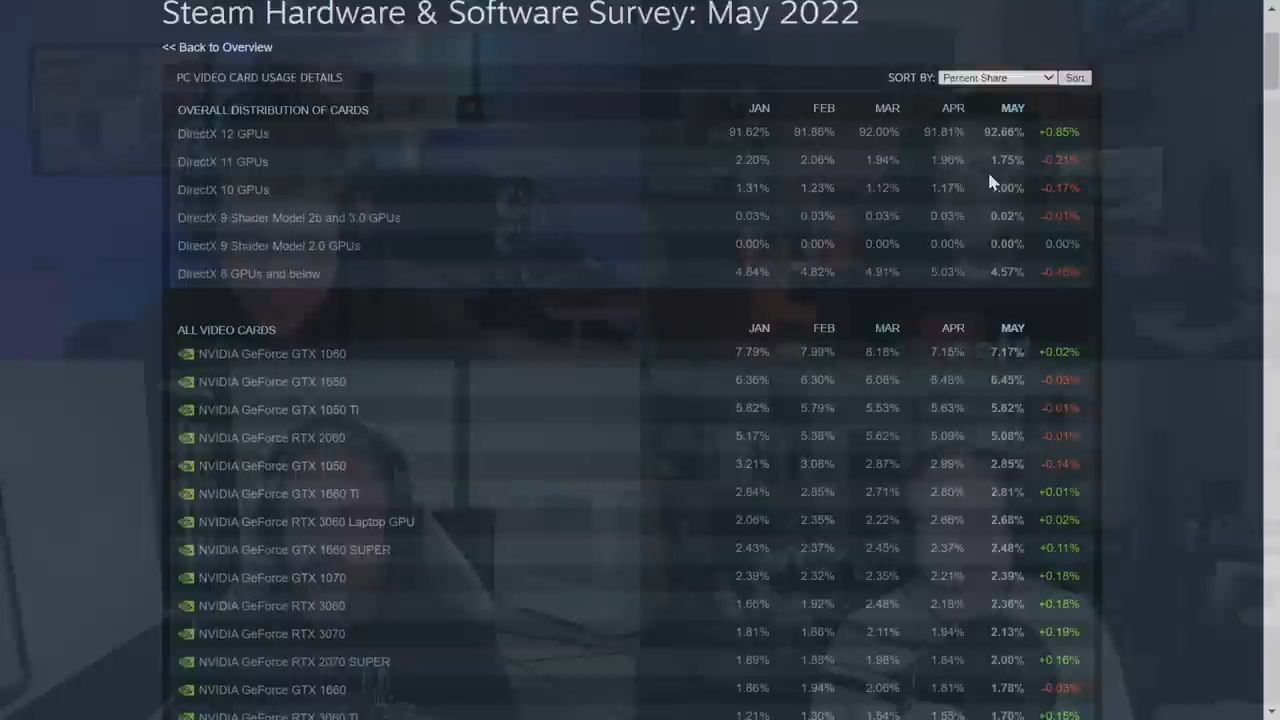 Steam Hardware & Software Survey: May 2022
<< Back to Overview
PC VIDEO CARD USAGE DETAILS SORT BY: Percent Share Sort
OVERALL DISTRIBUTION OF CARDS JAN FEB MAR APR MAY
DirectX 12 GPUs 91.62% 91.86% 92.00% 91.81% 92.66% +0.85%
DirectX 11 GPUs 2.20% 2.06% 1.94% 1.96% 1.75% -0.21%
DirectX 10 GPUs 1.31% 1.23% 1.12% 1.17% .00% -0.17%
DirectX 9 Shader Model 2b and 3.0 GPUs 0.03% 0.03% 0.03% 0.03% 0.02% -0.01%
DirectX 9 Shader Model 2.0 GPUs 0.00% 0.00% 0.00% 0.00% 0.00% 0.00%
DirectX 8 GPUs and below 4.84% 4.82% 4.91% 5.03% 4.57% -0.46%
ALL VIDEO CARDS JAN FEB MAR APR MAY
NVIDIA GeForce GTX 1060 7.79% 7.99% 8.18% 7.15% 7.17% +0.02%
NVIDIA GeForce GTX 1650 6.36% 6.30% 6.08% 6.48% 6.45% -0.03%
NVIDIA GeForce GTX 1050 Ti 5.82% 5.79% 5.53% 5.63% 5.62% -0.01%
NVIDIA GeForce RTX 2060 5.17% 5.38% 5.62% 5.09% 5.08% -0.01%
NVIDIA GeForce GTX 1050 3.21% 3.08% 2.87% 2.99% 2.85% -0.14%
NVIDIA GeForce GTX 1660 Ti 2.84% 2.85% 2.71% 2.80% 2.81% +0.01%
NVIDIA GeForce RTX 3060 Laptop GPU 2.06% 2.35% 2.22% 2.66% 2.68% +0.02%
NVIDIA GeForce GTX 1660 SUPER 2.43% 2.37% 2.45% 2.37% 2.48% +0.11%
NVIDIA GeForce GTX 1070 2.39% 2.32% 2.35% 2.21% 2.39% +0.18%
NVIDIA GeForce RTX 3060 1.66% 1.92% 2.48% 2.18% 2.36% +0.18%
NVIDIA GeForce RTX 3070 1.81% 1.86% 2.11% 1.94% 2.13% +0.19%
NVIDIA GeForce RTX 2070 SUPER 1.89% 1.88% 1.98% 1.84% 2.00% +0.16%
NVIDIA GeForce GTX 1660 1.86% 1.94% 2.06% 1.81% 1.78% -0.03%
NVIDIA GeForce RTX 3060 Ti 1.21% 1.30% 1.54% 1.55% 1.70% +0.15%